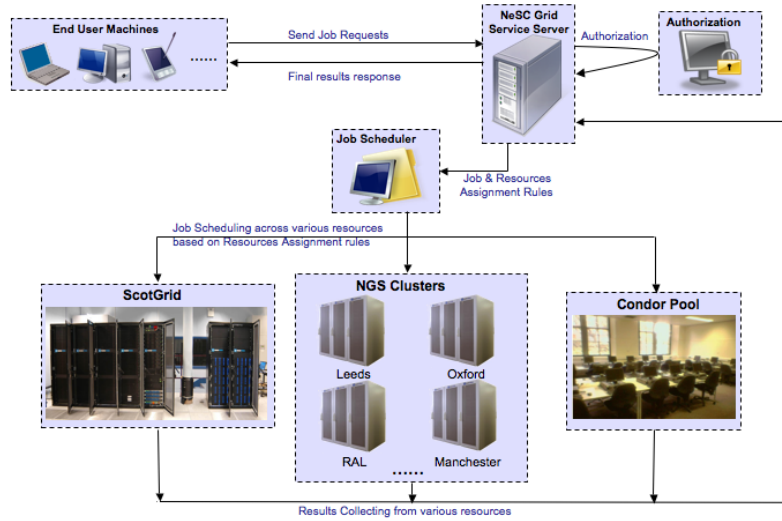 End User Machines
......
Send Job Requests
Final results response
NeSC Grid
Service Server
Authorization
Authorization
Job Scheduler
Job & Resources
Assignment Rules
Job Scheduling across various resources
based on Resources Assignment rules
ScotGrid
NGS Clusters
Leeds
Oxford
RAL
Manchester
......
Condor Pool
Results Collecting from various resources